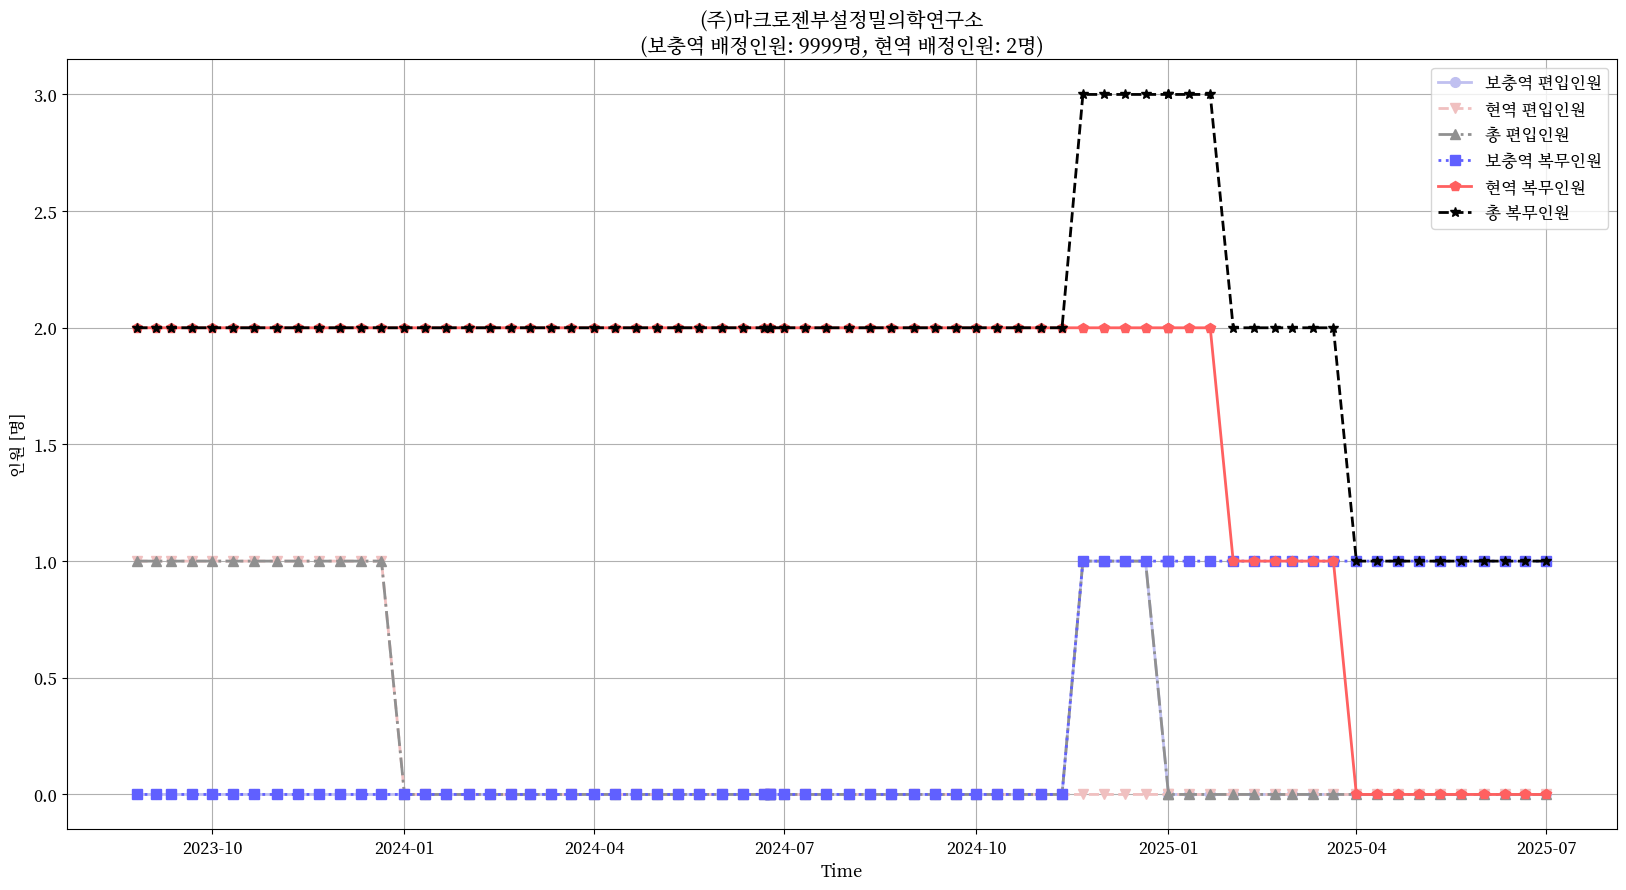 (주)마크로젠부설정밀의학연구소
(보충역 배정인원: 9999명, 현역 배정인원: 2명)
보충역 편입인원
현역 편입인원
총 편입인원
보충역 복무인원
현역 복무인원
총 복무인원
인원 [명]
3.0
2.5
2.0
1.5
1.0
0.5
0.0
2023-10
2024-01
2024-04
2024-07
2024-10
2025-01
2025-04
2025-07
Time